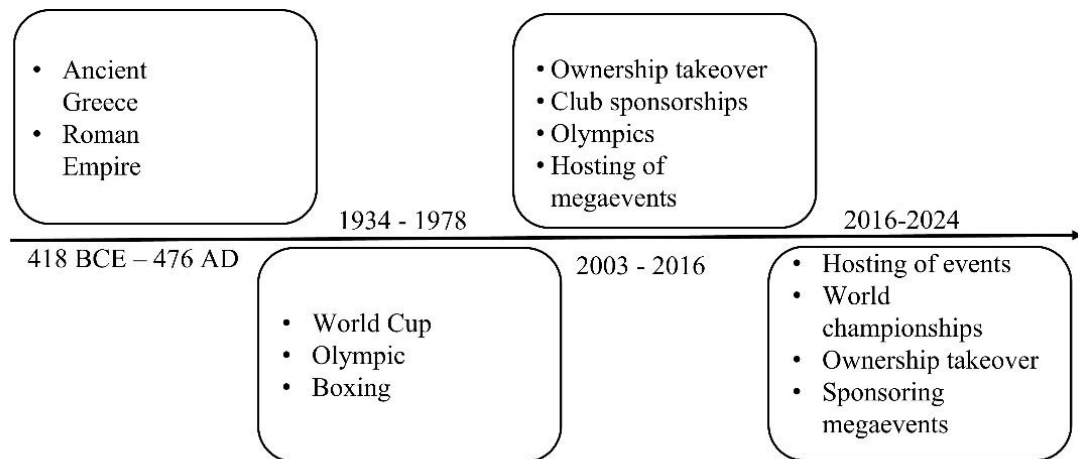 • Ancient
Greece
• Roman
Empire
418 BCE – 476 AD
1934 - 1978
• World Cup
• Olympic
• Boxing
• Ownership takeover
• Club sponsorships
• Olympics
• Hosting of
megaevents
2003 - 2016
2016-2024
• Hosting of events
• World
championships
• Ownership takeover
• Sponsoring
megaevents